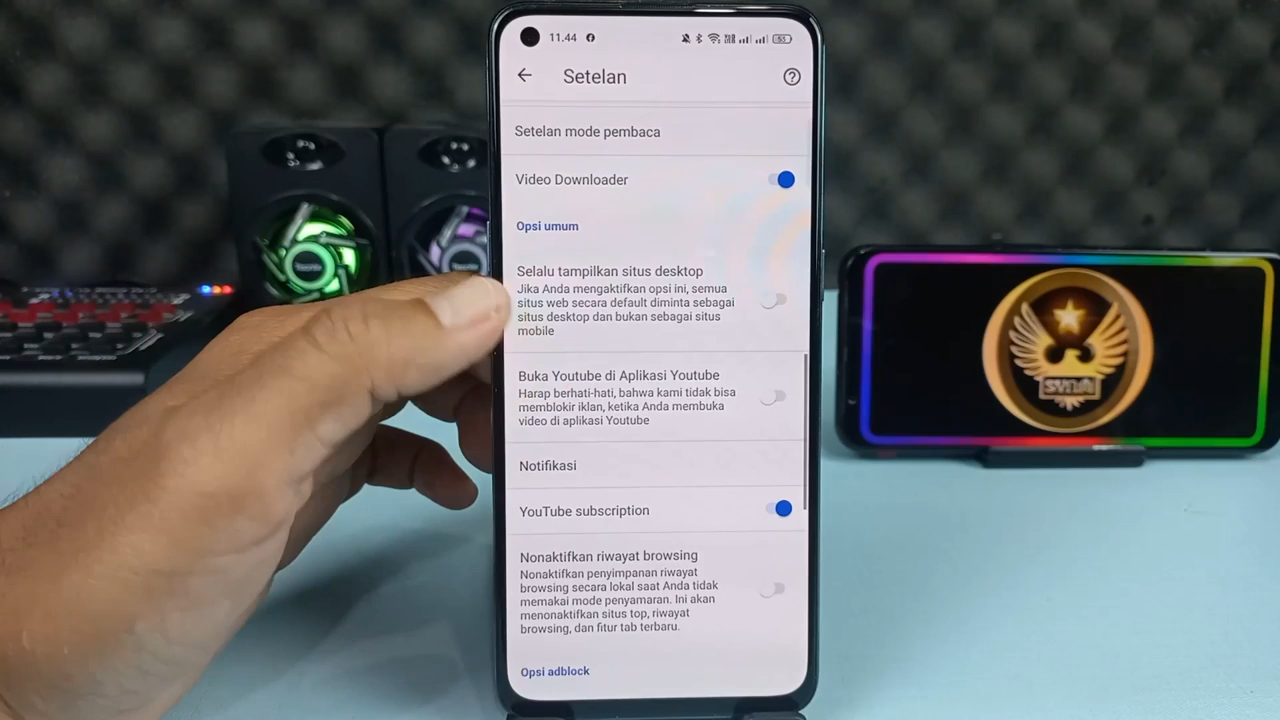 11.44
Setelan
Setelan mode pembaca
Video Downloader
Opsi umum
Selalu tampilkan situs desktop
Jika Anda mengaktifkan opsi ini, semua
situs web secara default diminta sebagai
situs desktop dan bukan sebagai situs
mobile
Buka Youtube di Aplikasi Youtube
Harap berhati-hati, bahwa kami tidak bisa
memblokir iklan, ketika Anda membuka
video di aplikasi Youtube
Notifikasi
YouTube subscription
Nonaktifkan riwayat browsing
Nonaktifkan penyimpanan riwayat
browsing secara lokal saat Anda tidak
memakai mode penyamaran. Ini akan
menonaktifkan situs top, riwayat
browsing, dan fitur tab terbaru.
Opsi adblock